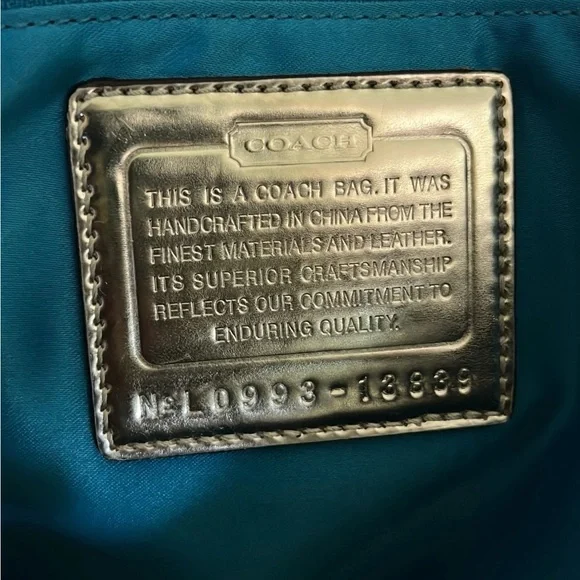 COACH
THIS IS A COACH BAG. IT WAS
HANDCRAFTED IN CHINA FROM THE
FINEST MATERIALS AND LEATHER.
ITS SUPERIOR CRAFTSMANSHIP
REFLECTS OUR COMMITMENT TO
ENDURING QUALITY.
No L0993-13839